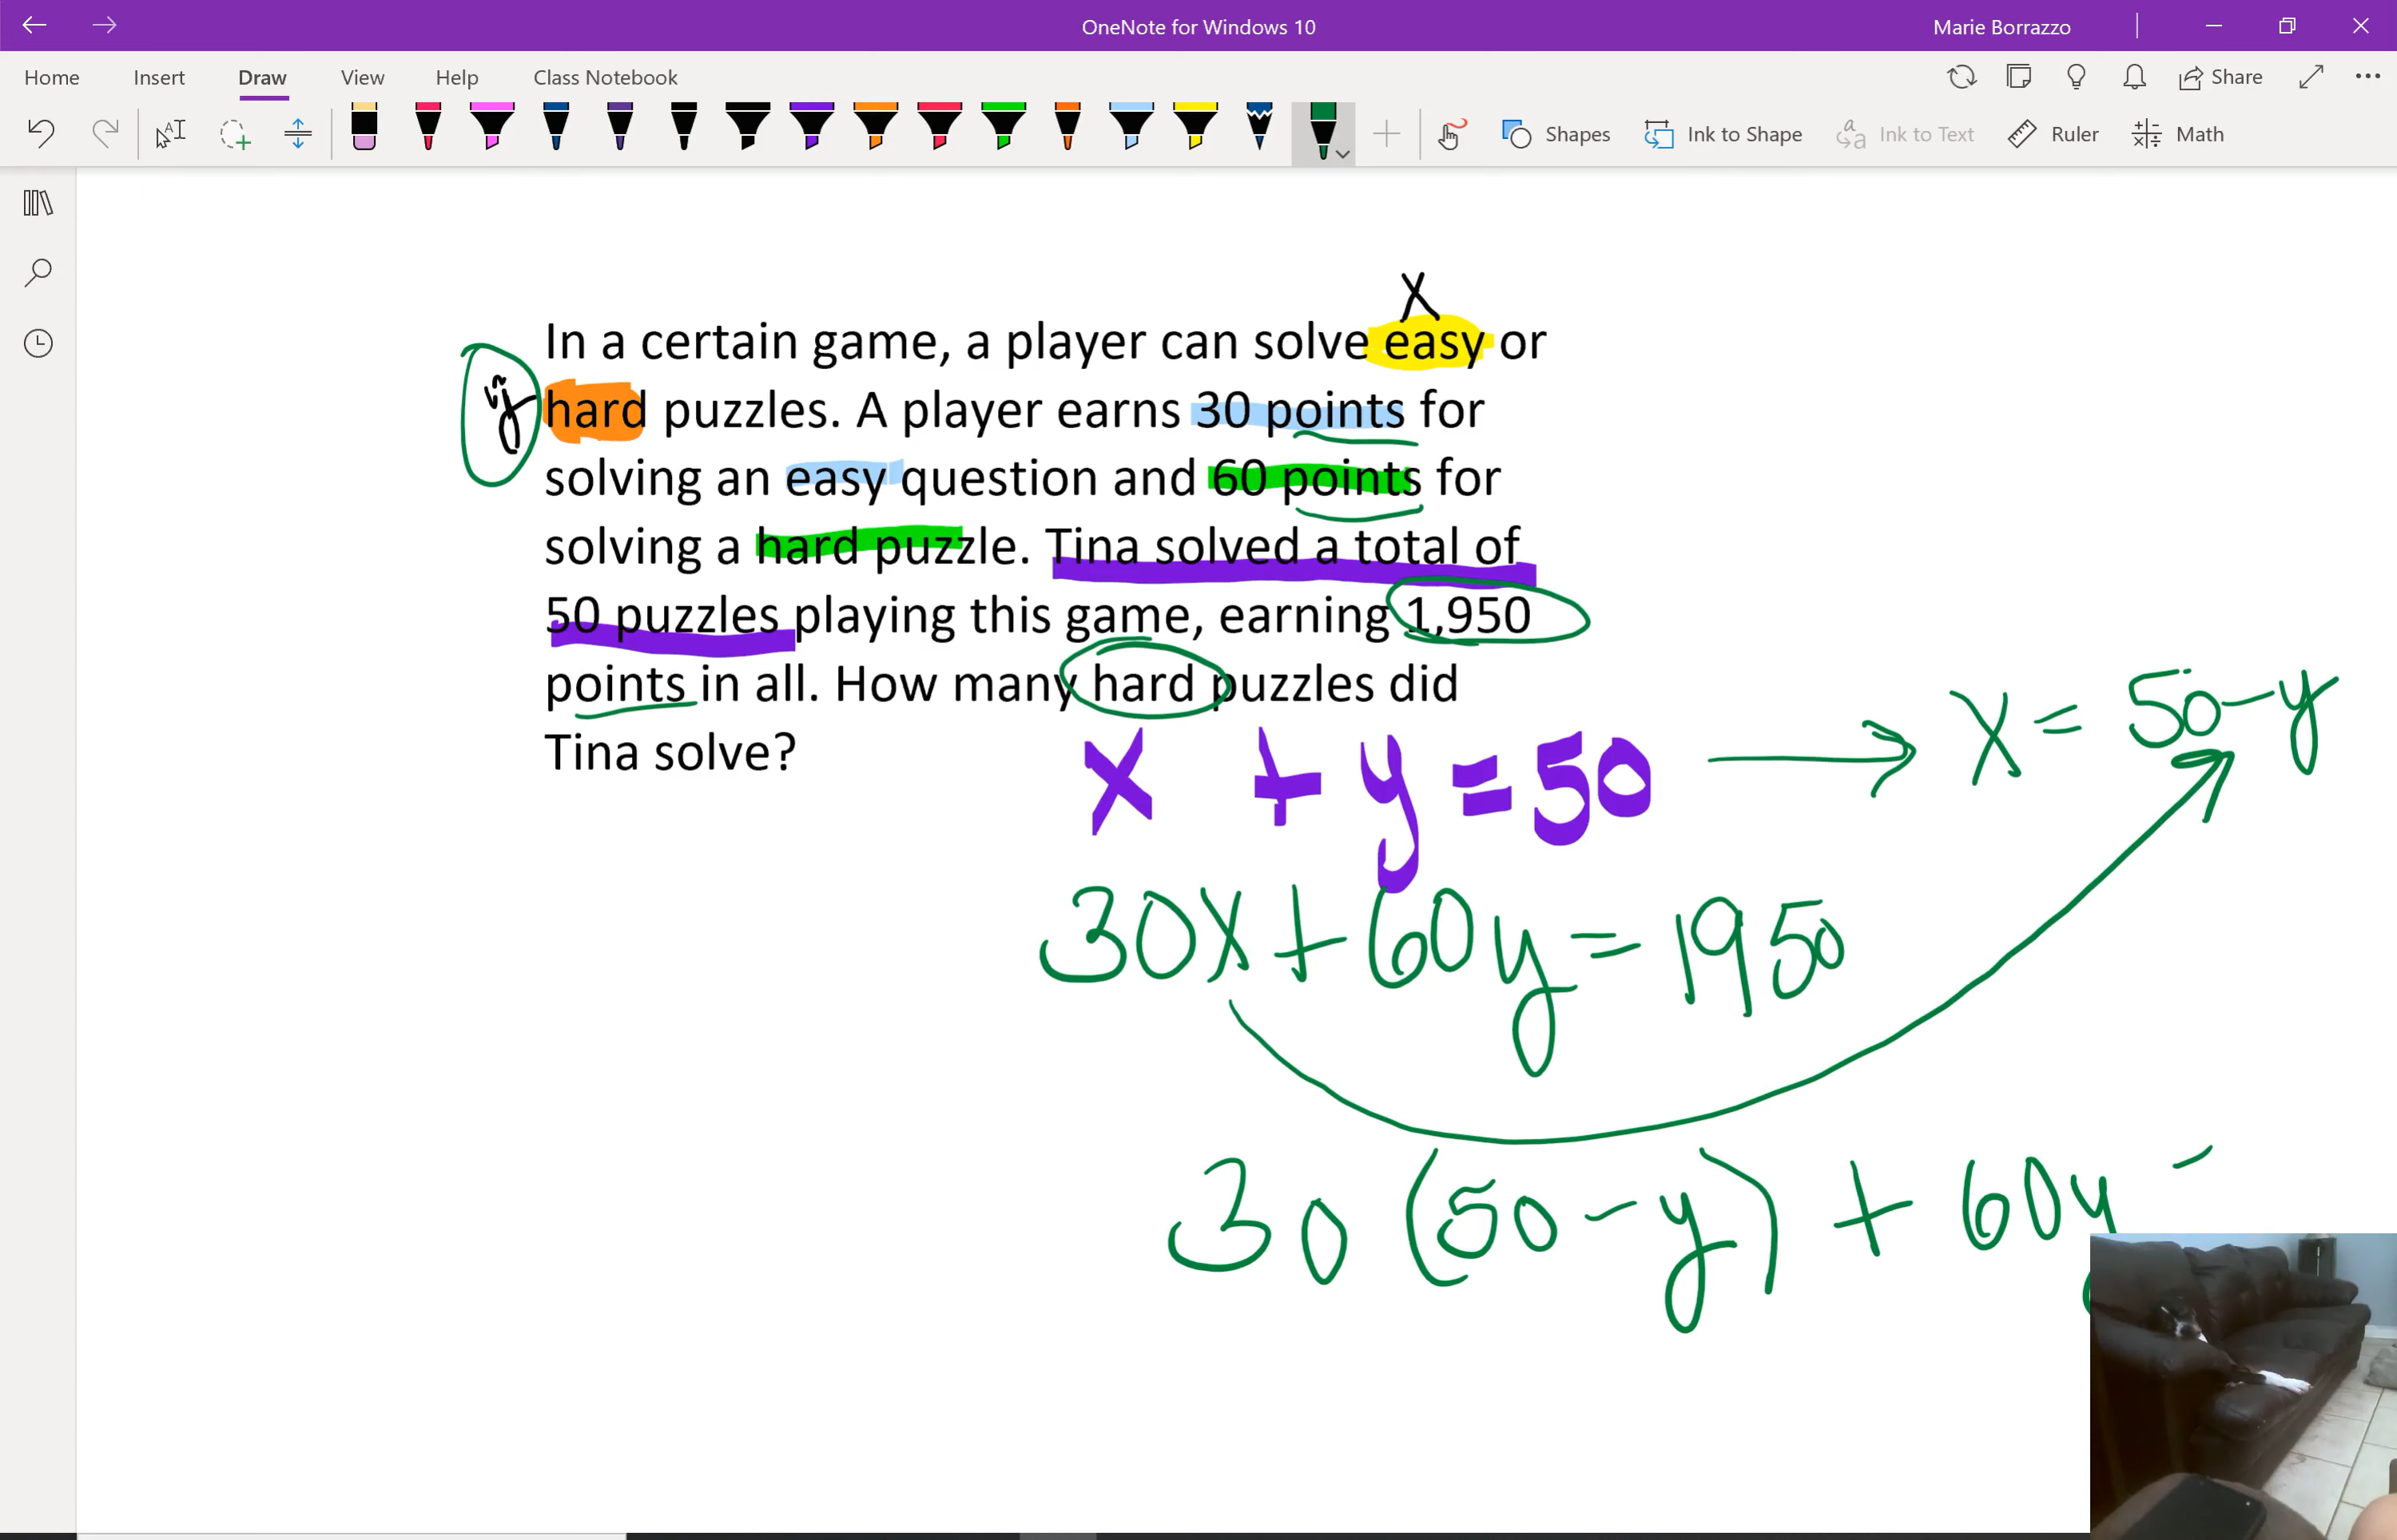 OneNote for Windows 10
Marie Borrazzo
Home Insert Draw View Help Class Notebook
Share
Shapes Ink to Shape Ink to Text Ruler Math
x
In a certain game, a player can solve easy or
y hard puzzles. A player earns 30 points for
solving an easy question and 60 points for
solving a hard puzzle. Tina solved a total of
50 puzzles playing this game, earning 1,950
points in all. How many hard puzzles did
Tina solve?
x + y = 50
x = 50 - y
30x + 60y = 1950
30 (50 - y) + 60y